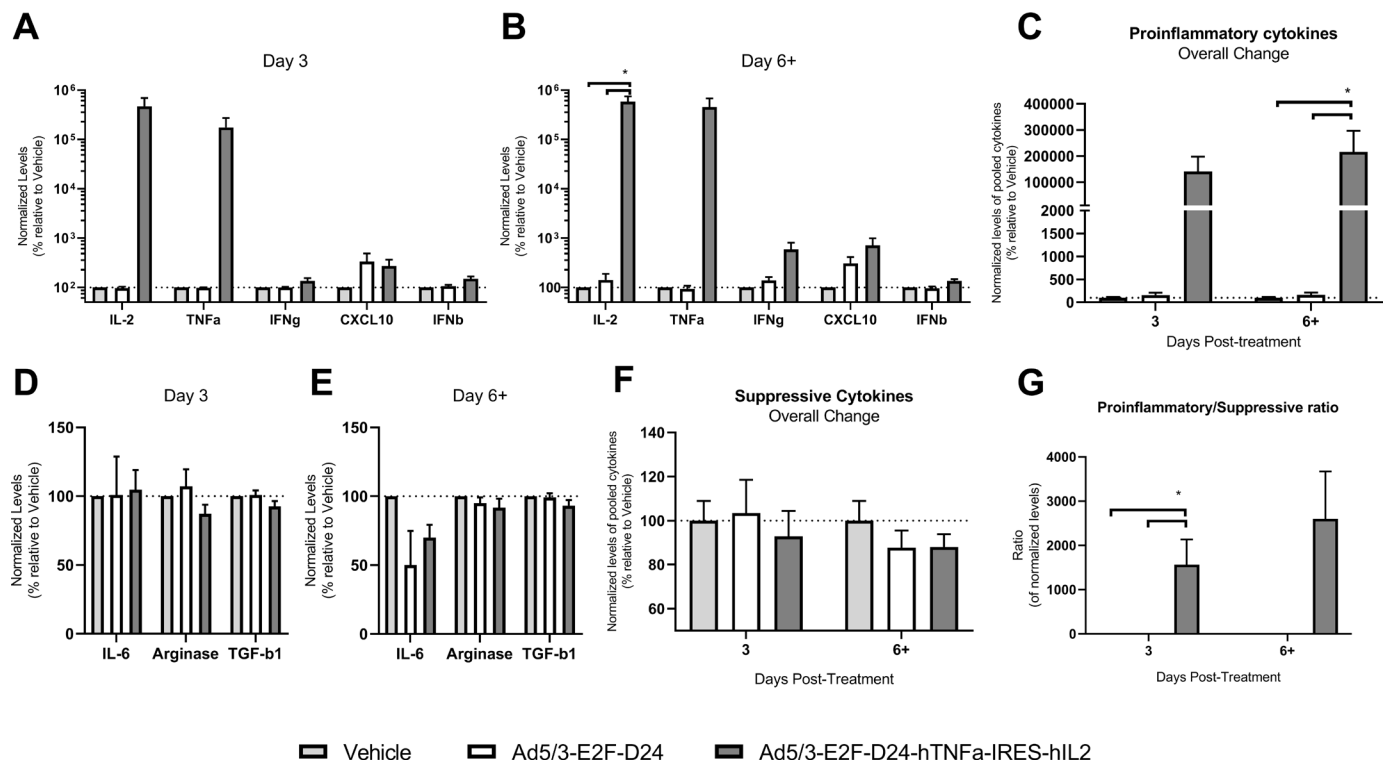 A
Day 3
Normalized Levels
(% relative to Vehicle)
10^6
10^5
10^4
10^3
10^2
IL-2 TNFa IFNg CXCL10 IFNb
B
Day 6+
Normalized Levels
(% relative to Vehicle)
10^6
10^5
10^4
10^3
100
*
IL-2 TNFa IFNg CXCL10 IFNb
C
Proinflammatory cytokines
Overall Change
Normalized levels of pooled cytokines
(% relative to Vehicle)
400000
300000
200000
100000
2000
1500
1000
500
0
*
3 6+
Days Post-treatment
D
Day 3
Normalized Levels
(% relative to Vehicle)
150
100
50
0
IL-6 Arginase TGF-b1
E
Day 6+
Normalized Levels
(% relative to Vehicle)
150
100
50
0
IL-6 Arginase TGF-b1
F
Suppressive Cytokines
Overall Change
Normalized levels of pooled cytokines
(% relative to Vehicle)
140
120
100
80
60
3 6+
Days Post-Treatment
G
Proinflammatory/Suppressive ratio
Ratio
(of normalized levels)
4000
3000
2000
1000
0
*
3 6+
Days Post-Treatment
Vehicle Ad5/3-E2F-D24 Ad5/3-E2F-D24-hTNFa-IRES-hIL2